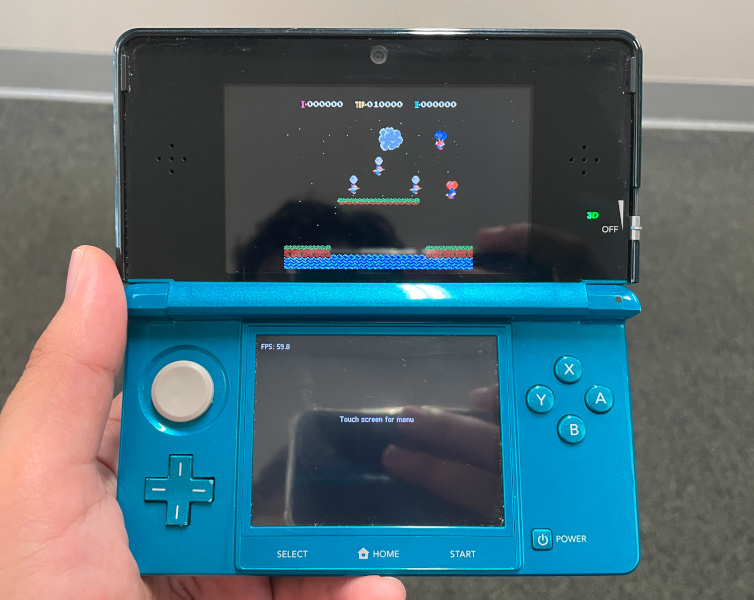 I-000000 TOP-010000 II-000000
3D
OFF
FPS: 59.8
Touch screen for menu
X
Y A
B
POWER
SELECT HOME START